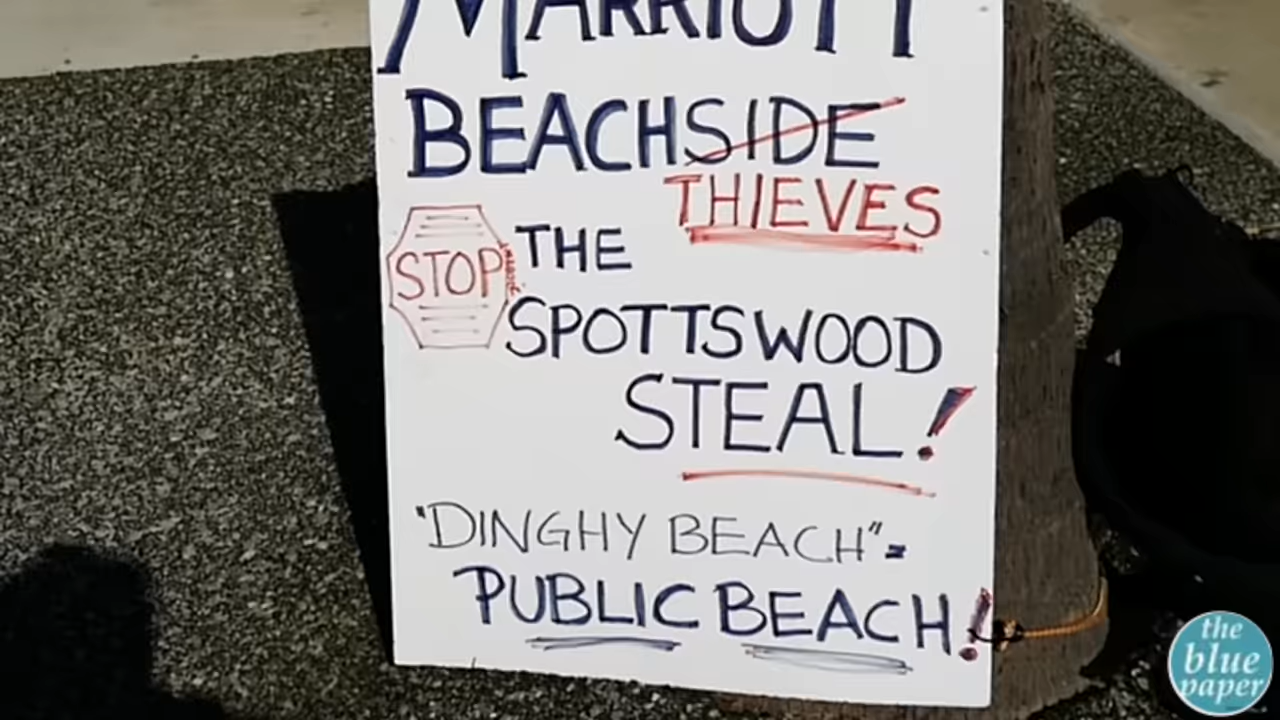 MARRIOTT
BEACHSIDE
THIEVES
STOP THE
SPOTTSWOOD
STEAL!
"DINGHY BEACH"=
PUBLIC BEACH!
the
blue
paper